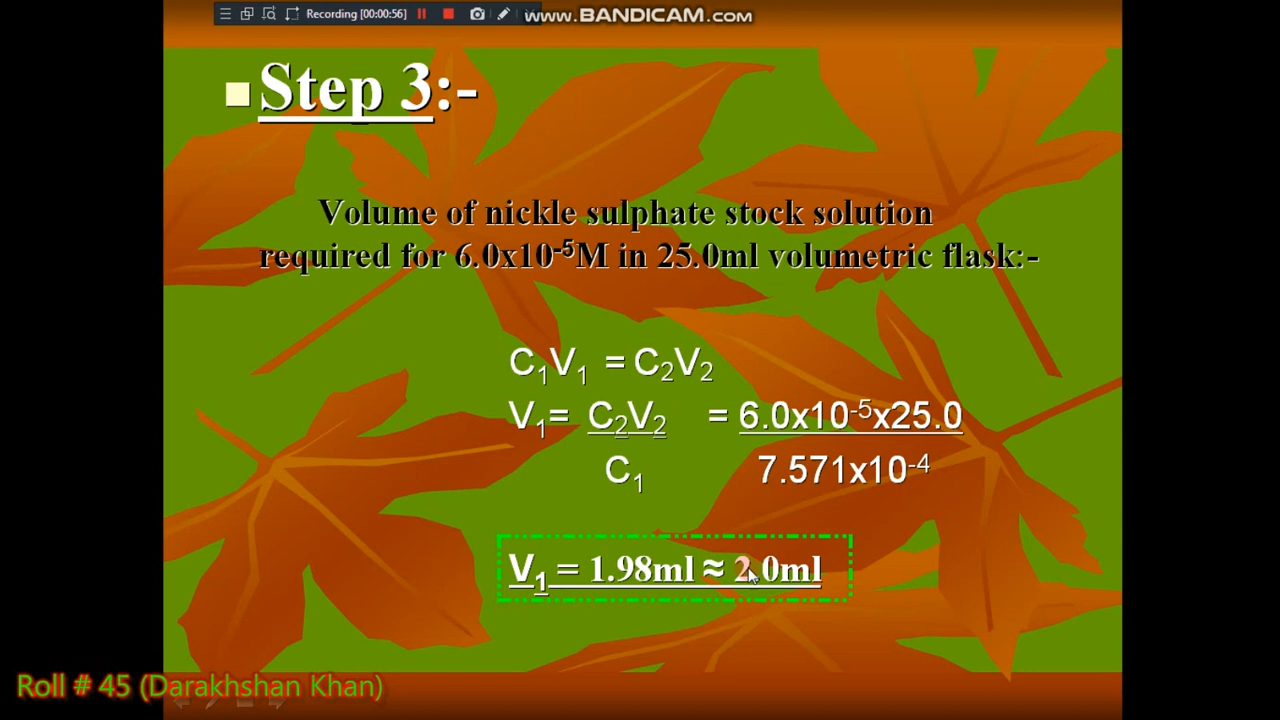 Recording [00:00:56]
www.BANDICAM.com
Step 3:-
Volume of nickle sulphate stock solution
required for 6.0x10⁻⁵M in 25.0ml volumetric flask:-
C₁V₁ = C₂V₂
V₁= C₂V₂ = 6.0x10⁻⁵x25.0
C₁ 7.571x10⁻⁴
V₁ = 1.98ml ≈ 2.0ml
Roll # 45 (Darakhshan Khan)